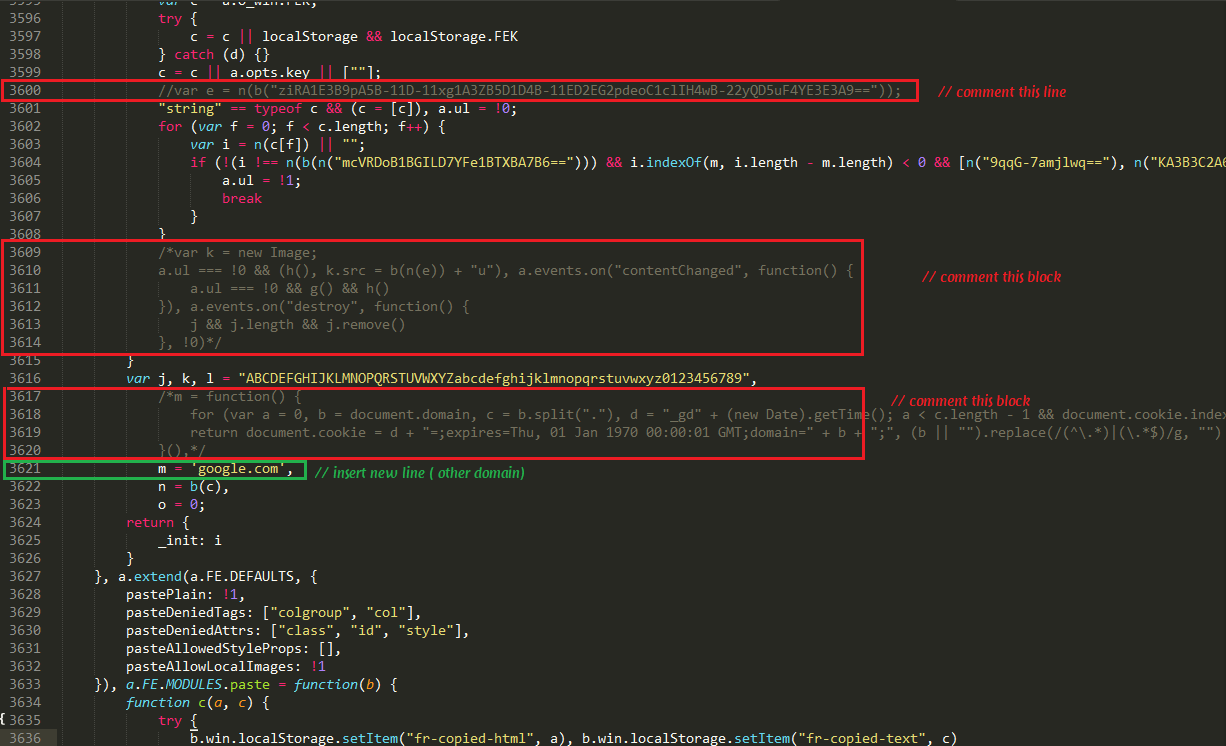 var c = a.o_win.FEK;
3596 try {
3597 c = c || localStorage && localStorage.FEK
3598 } catch (d) {}
3599 c = c || a.opts.key || [""];
3600 //var e = n(b("ziRA1E3B9pA5B-11D-11xg1A3ZB5D1D4B-11ED2EG2pdeoC1clIH4wB-22yQD5uF4YE3E3A9==")); // comment this line
3601 "string" == typeof c && (c = [c]), a.ul = !0;
3602 for (var f = 0; f < c.length; f++) {
3603 var i = n(c[f]) || "";
3604 if (!(i !== n(b(n("mcVRDoB1BGILD7YFe1BTXBA7B6=="))) && i.indexOf(m, i.length - m.length) < 0 && [n("9qqG-7amjlwq=="), n("KA3B3C2A6
3605 a.ul = !1;
3606 break
3607 }
3608 }
3609 /*var k = new Image;
3610 a.ul === !0 && (h(), k.src = b(n(e)) + "u"), a.events.on("contentChanged", function() { // comment this block
3611 a.ul === !0 && g() && h()
3612 }), a.events.on("destroy", function() {
3613 j && j.length && j.remove()
3614 }, !0)*/
3615 }
3616 var j, k, l = "ABCDEFGHIJKLMNOPQRSTUVWXYZabcdefghijklmnopqrstuvwxyz0123456789",
3617 /*m = function() { // comment this block
3618 for (var a = 0, b = document.domain, c = b.split("."), d = "_gd" + (new Date).getTime(); a < c.length - 1 && document.cookie.index
3619 return document.cookie = d + "=;expires=Thu, 01 Jan 1970 00:00:01 GMT;domain=" + b + ";", (b || "").replace(/(^\.*)|(\.*$)/g, "")
3620 }(),*/
3621 m = 'google.com', // insert new line ( other domain)
3622 n = b(c),
3623 o = 0;
3624 return {
3625 _init: i
3626 }
3627 }, a.extend(a.FE.DEFAULTS, {
3628 pastePlain: !1,
3629 pasteDeniedTags: ["colgroup", "col"],
3630 pasteDeniedAttrs: ["class", "id", "style"],
3631 pasteAllowedStyleProps: [],
3632 pasteAllowLocalImages: !1
3633 }), a.FE.MODULES.paste = function(b) {
3634 function c(a, c) {
{ 3635 try {
3636 b.win.localStorage.setItem("fr-copied-html", a), b.win.localStorage.setItem("fr-copied-text", c)